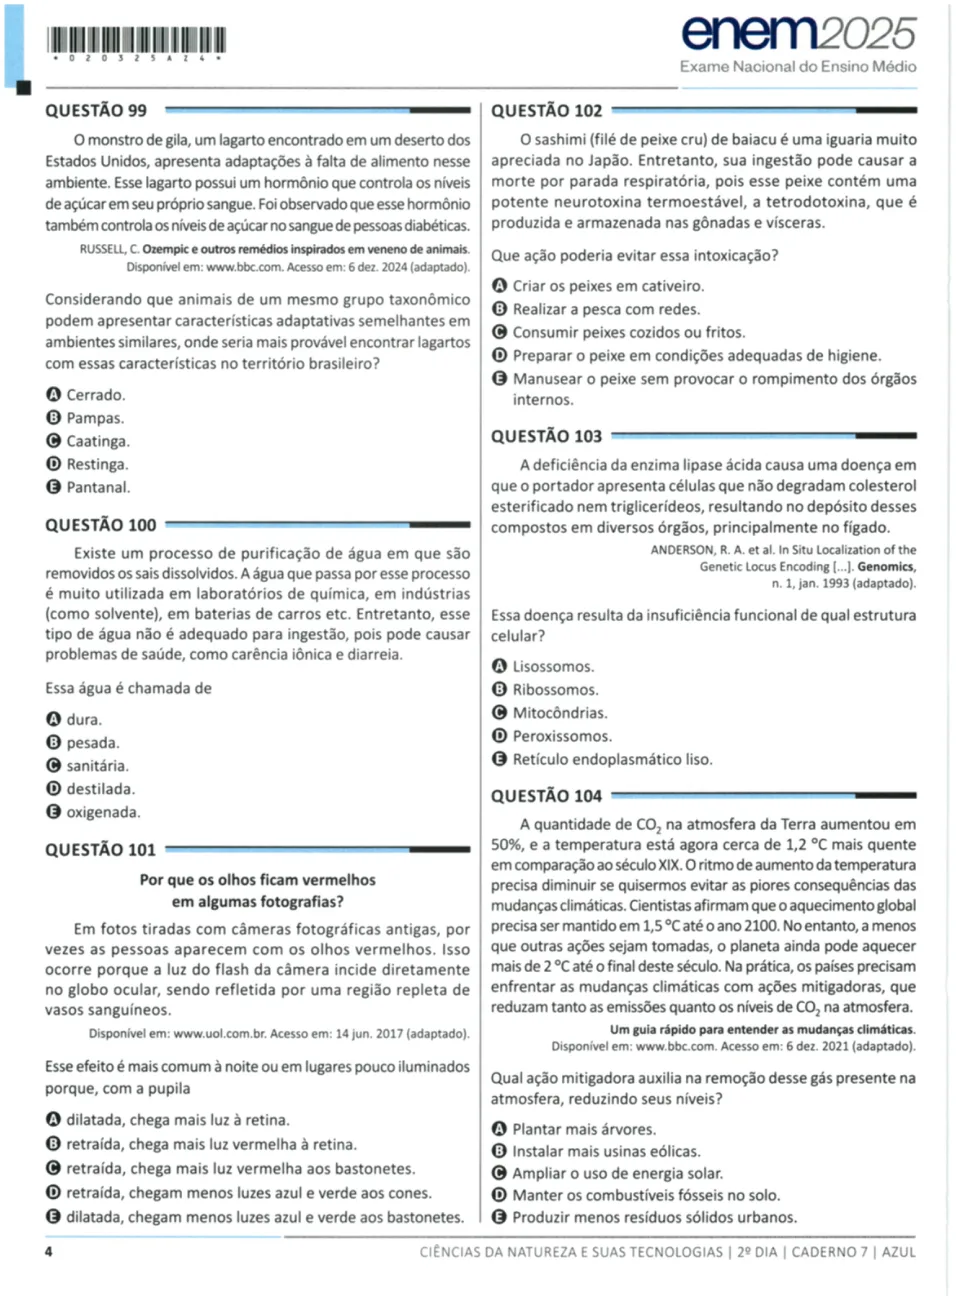 *020325AZ4*
enem2025
Exame Nacional do Ensino Médio
QUESTÃO 99
O monstro de gila, um lagarto encontrado em um deserto dos
Estados Unidos, apresenta adaptações à falta de alimento nesse
ambiente. Esse lagarto possui um hormônio que controla os níveis
de açúcar em seu próprio sangue. Foi observado que esse hormônio
também controla os níveis de açúcar no sangue de pessoas diabéticas.
RUSSELL, C. Ozempic e outros remédios inspirados em veneno de animais.
Disponível em: www.bbc.com. Acesso em: 6 dez. 2024 (adaptado).
Considerando que animais de um mesmo grupo taxonômico
podem apresentar características adaptativas semelhantes em
ambientes similares, onde seria mais provável encontrar lagartos
com essas características no território brasileiro?
A Cerrado.
B Pampas.
C Caatinga.
D Restinga.
E Pantanal.
QUESTÃO 100
Existe um processo de purificação de água em que são
removidos os sais dissolvidos. A água que passa por esse processo
é muito utilizada em laboratórios de química, em indústrias
(como solvente), em baterias de carros etc. Entretanto, esse
tipo de água não é adequado para ingestão, pois pode causar
problemas de saúde, como carência iônica e diarreia.
Essa água é chamada de
A dura.
B pesada.
C sanitária.
D destilada.
E oxigenada.
QUESTÃO 101
Por que os olhos ficam vermelhos
em algumas fotografias?
Em fotos tiradas com câmeras fotográficas antigas, por
vezes as pessoas aparecem com os olhos vermelhos. Isso
ocorre porque a luz do flash da câmera incide diretamente
no globo ocular, sendo refletida por uma região repleta de
vasos sanguíneos.
Disponível em: www.uol.com.br. Acesso em: 14 jun. 2017 (adaptado).
Esse efeito é mais comum à noite ou em lugares pouco iluminados
porque, com a pupila
A dilatada, chega mais luz à retina.
B retraída, chega mais luz vermelha à retina.
C retraída, chega mais luz vermelha aos bastonetes.
D retraída, chegam menos luzes azul e verde aos cones.
E dilatada, chegam menos luzes azul e verde aos bastonetes.
QUESTÃO 102
O sashimi (filé de peixe cru) de baiacu é uma iguaria muito
apreciada no Japão. Entretanto, sua ingestão pode causar a
morte por parada respiratória, pois esse peixe contém uma
potente neurotoxina termoestável, a tetrodotoxina, que é
produzida e armazenada nas gônadas e vísceras.
Que ação poderia evitar essa intoxicação?
A Criar os peixes em cativeiro.
B Realizar a pesca com redes.
C Consumir peixes cozidos ou fritos.
D Preparar o peixe em condições adequadas de higiene.
E Manusear o peixe sem provocar o rompimento dos órgãos
internos.
QUESTÃO 103
A deficiência da enzima lipase ácida causa uma doença em
que o portador apresenta células que não degradam colesterol
esterificado nem triglicerídeos, resultando no depósito desses
compostos em diversos órgãos, principalmente no fígado.
ANDERSON, R. A. et al. In Situ Localization of the
Genetic Locus Encoding [...]. Genomics,
n. 1, jan. 1993 (adaptado).
Essa doença resulta da insuficiência funcional de qual estrutura
celular?
A Lisossomos.
B Ribossomos.
C Mitocôndrias.
D Peroxissomos.
E Retículo endoplasmático liso.
QUESTÃO 104
A quantidade de CO₂ na atmosfera da Terra aumentou em
50%, e a temperatura está agora cerca de 1,2 °C mais quente
em comparação ao século XIX. O ritmo de aumento da temperatura
precisa diminuir se quisermos evitar as piores consequências das
mudanças climáticas. Cientistas afirmam que o aquecimento global
precisa ser mantido em 1,5 °C até o ano 2100. No entanto, a menos
que outras ações sejam tomadas, o planeta ainda pode aquecer
mais de 2 °C até o final deste século. Na prática, os países precisam
enfrentar as mudanças climáticas com ações mitigadoras, que
reduzam tanto as emissões quanto os níveis de CO₂ na atmosfera.
Um guia rápido para entender as mudanças climáticas.
Disponível em: www.bbc.com. Acesso em: 6 dez. 2021 (adaptado).
Qual ação mitigadora auxilia na remoção desse gás presente na
atmosfera, reduzindo seus níveis?
A Plantar mais árvores.
B Instalar mais usinas eólicas.
C Ampliar o uso de energia solar.
D Manter os combustíveis fósseis no solo.
E Produzir menos resíduos sólidos urbanos.
4
CIÊNCIAS DA NATUREZA E SUAS TECNOLOGIAS | 2º DIA | CADERNO 7 | AZUL